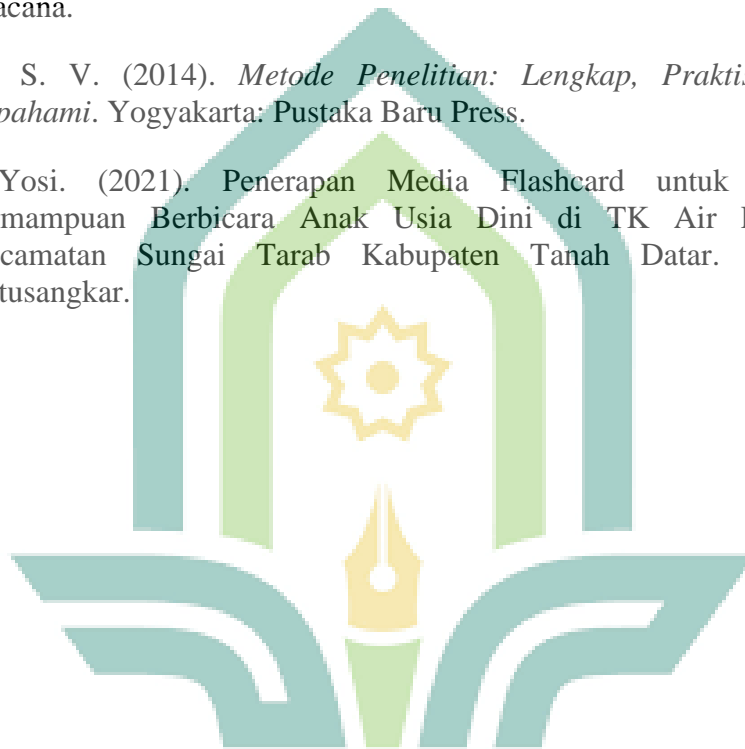 acana.
S. V. (2014). Metode Penelitian: Lengkap, Praktis
pahami. Yogyakarta: Pustaka Baru Press.
Yosi. (2021). Penerapan Media Flashcard untuk
mampuan Berbicara Anak Usia Dini di TK Air
camatan Sungai Tarab Kabupaten Tanah Datar.
tusangkar.